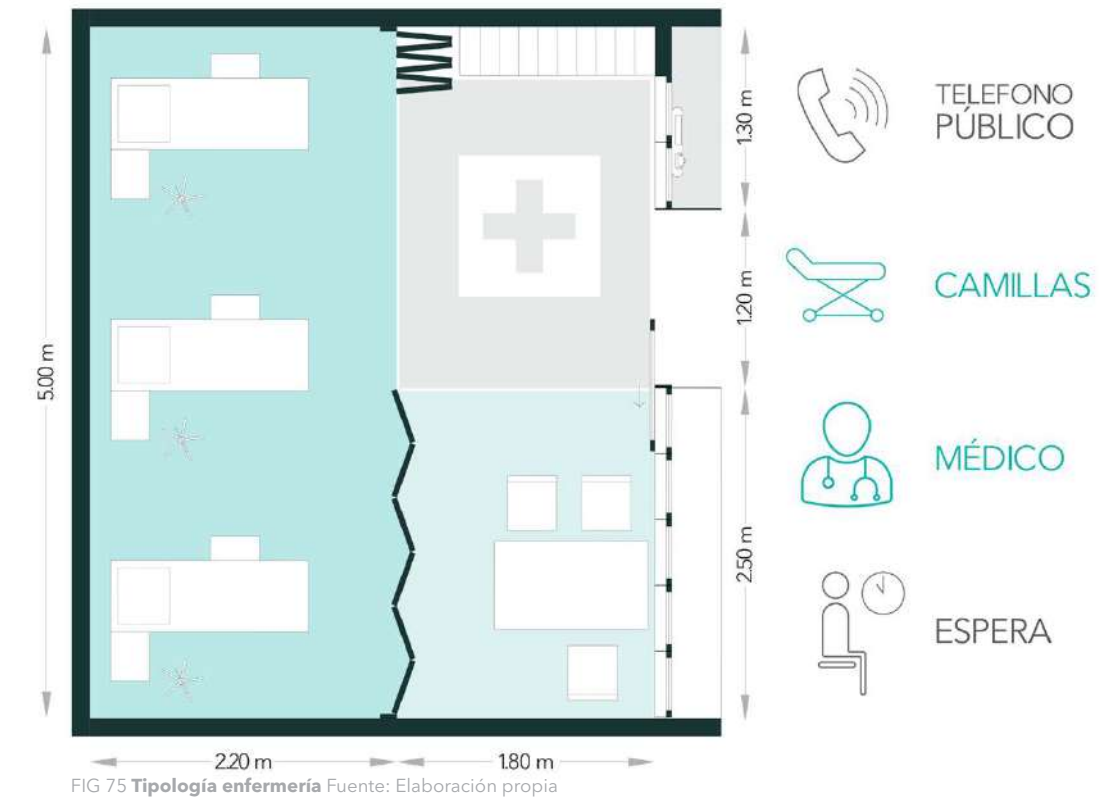 5.00 m
1.30 m
1.20 m
2.50 m
2.20 m
1.80 m
TELEFONO
PÚBLICO
CAMILLAS
MÉDICO
ESPERA
FIG 75 Tipología enfermería Fuente: Elaboración propia